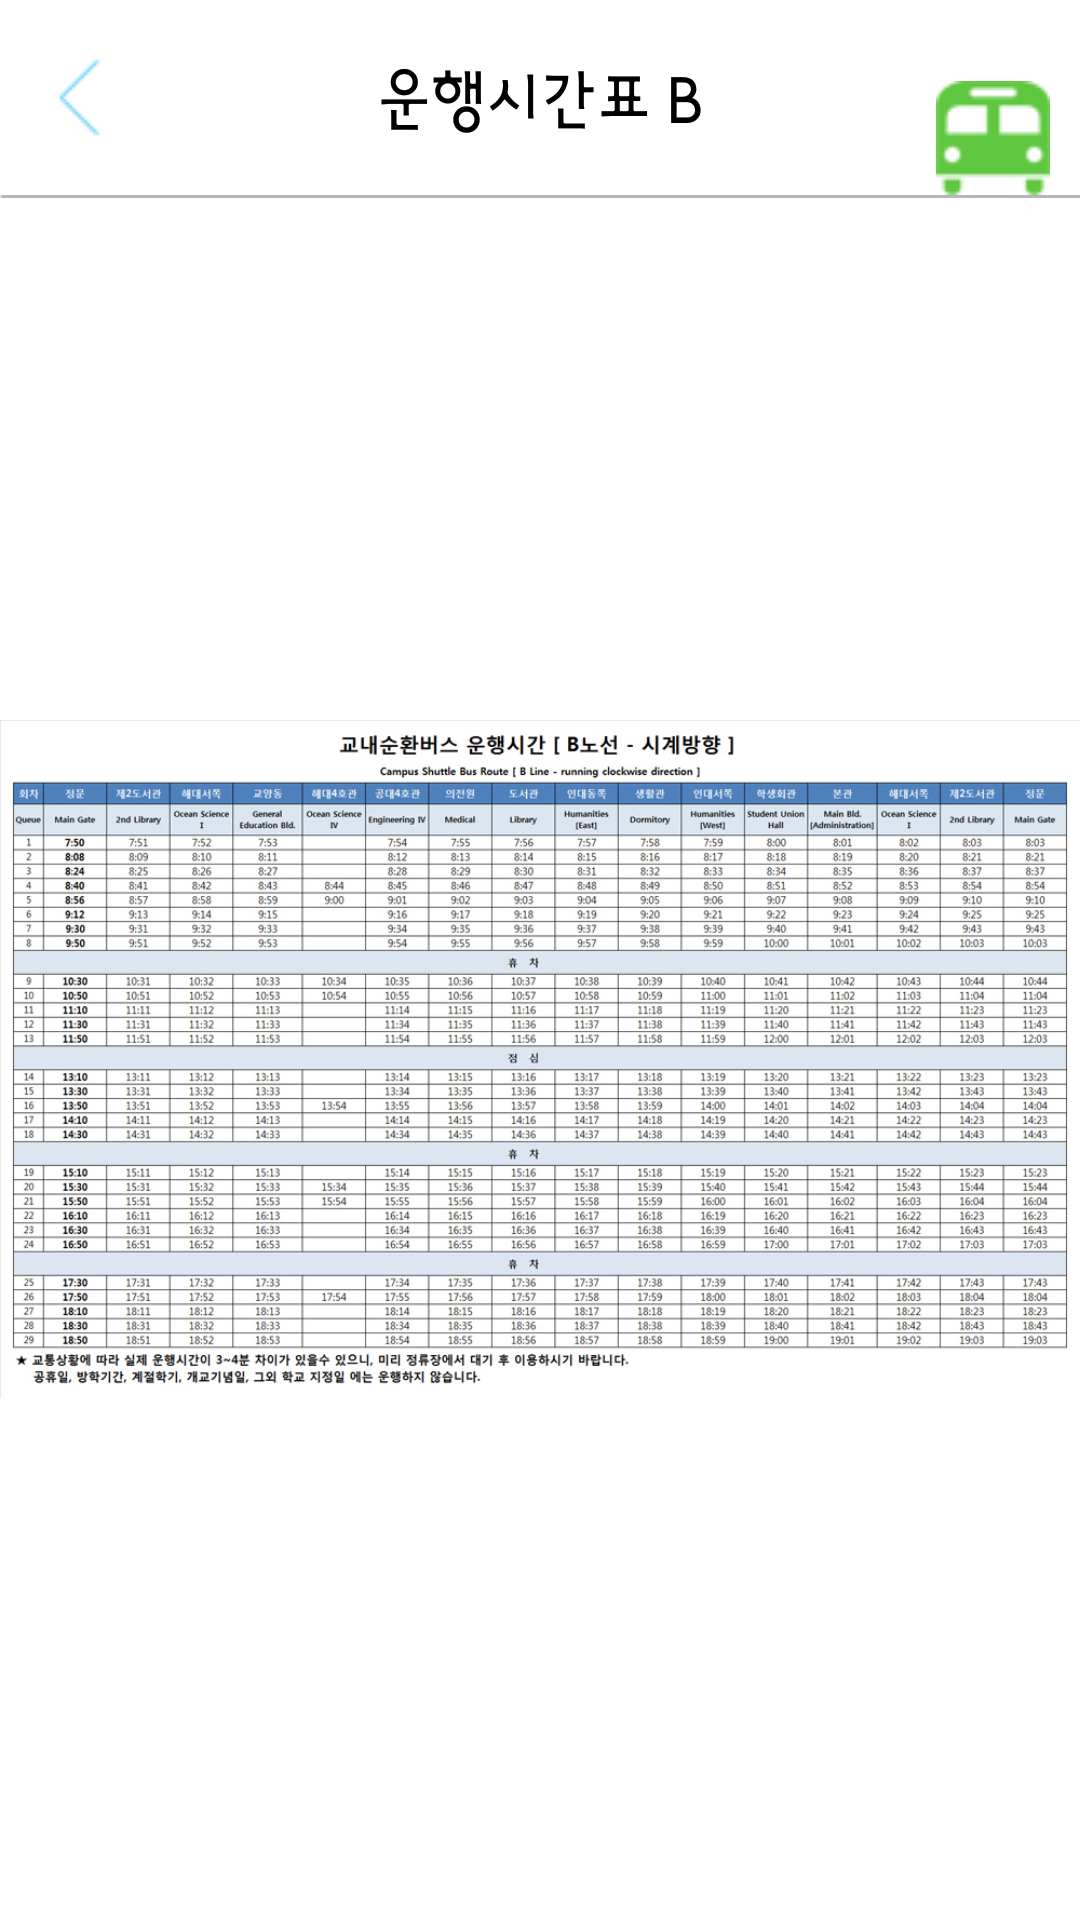 운행시간표 B
교내순환버스 운행시간 [ B노선 - 시계방향 ]
Campus Shuttle Bus Route [ B Line - running clockwise direction ]
회차 정문 제2도서관 해대서쪽 교양동 해대4호관 공대4호관 의전원 도서관 인대동쪽 생활관 인대서쪽 학생회관 본관 해대서쪽 제2도서관 정문
Queue Main Gate 2nd Library Ocean Science I General Education Bld. Ocean Science IV Engineering IV Medical Library Humanities [East] Dormitory Humanities [West] Student Union Hall Main Bld. [Administration] Ocean Science I 2nd Library Main Gate
1 7:50 7:51 7:52 7:53 7:54 7:55 7:56 7:57 7:58 7:59 8:00 8:01 8:02 8:03 8:03
2 8:08 8:09 8:10 8:11 8:12 8:13 8:14 8:15 8:16 8:17 8:18 8:19 8:20 8:21 8:21
3 8:24 8:25 8:26 8:27 8:28 8:29 8:30 8:31 8:32 8:33 8:34 8:35 8:36 8:37 8:37
4 8:40 8:41 8:42 8:43 8:44 8:45 8:46 8:47 8:48 8:49 8:50 8:51 8:52 8:53 8:54 8:54
5 8:56 8:57 8:58 8:59 9:00 9:01 9:02 9:03 9:04 9:05 9:06 9:07 9:08 9:09 9:10 9:10
6 9:12 9:13 9:14 9:15 9:16 9:17 9:18 9:19 9:20 9:21 9:22 9:23 9:24 9:25 9:25
7 9:30 9:31 9:32 9:33 9:34 9:35 9:36 9:37 9:38 9:39 9:40 9:41 9:42 9:43 9:43
8 9:50 9:51 9:52 9:53 9:54 9:55 9:56 9:57 9:58 9:59 10:00 10:01 10:02 10:03 10:03
휴 차
9 10:30 10:31 10:32 10:33 10:34 10:35 10:36 10:37 10:38 10:39 10:40 10:41 10:42 10:43 10:44 10:44
10 10:50 10:51 10:52 10:53 10:54 10:55 10:56 10:57 10:58 10:59 11:00 11:01 11:02 11:03 11:04 11:04
11 11:10 11:11 11:12 11:13 11:14 11:15 11:16 11:17 11:18 11:19 11:20 11:21 11:22 11:23 11:23
12 11:30 11:31 11:32 11:33 11:34 11:35 11:36 11:37 11:38 11:39 11:40 11:41 11:42 11:43 11:43
13 11:50 11:51 11:52 11:53 11:54 11:55 11:56 11:57 11:58 11:59 12:00 12:01 12:02 12:03 12:03
점 심
14 13:10 13:11 13:12 13:13 13:14 13:15 13:16 13:17 13:18 13:19 13:20 13:21 13:22 13:23 13:23
15 13:30 13:31 13:32 13:33 13:34 13:35 13:36 13:37 13:38 13:39 13:40 13:41 13:42 13:43 13:43
16 13:50 13:51 13:52 13:53 13:54 13:55 13:56 13:57 13:58 13:59 14:00 14:01 14:02 14:03 14:04 14:04
17 14:10 14:11 14:12 14:13 14:14 14:15 14:16 14:17 14:18 14:19 14:20 14:21 14:22 14:23 14:23
18 14:30 14:31 14:32 14:33 14:34 14:35 14:36 14:37 14:38 14:39 14:40 14:41 14:42 14:43 14:43
휴 차
19 15:10 15:11 15:12 15:13 15:14 15:15 15:16 15:17 15:18 15:19 15:20 15:21 15:22 15:23 15:23
20 15:30 15:31 15:32 15:33 15:34 15:35 15:36 15:37 15:38 15:39 15:40 15:41 15:42 15:43 15:44 15:44
21 15:50 15:51 15:52 15:53 15:54 15:55 15:56 15:57 15:58 15:59 16:00 16:01 16:02 16:03 16:04 16:04
22 16:10 16:11 16:12 16:13 16:14 16:15 16:16 16:17 16:18 16:19 16:20 16:21 16:22 16:23 16:23
23 16:30 16:31 16:32 16:33 16:34 16:35 16:36 16:37 16:38 16:39 16:40 16:41 16:42 16:43 16:43
24 16:50 16:51 16:52 16:53 16:54 16:55 16:56 16:57 16:58 16:59 17:00 17:01 17:02 17:03 17:03
휴 차
25 17:30 17:31 17:32 17:33 17:34 17:35 17:36 17:37 17:38 17:39 17:40 17:41 17:42 17:43 17:43
26 17:50 17:51 17:52 17:53 17:54 17:55 17:56 17:57 17:58 17:59 18:00 18:01 18:02 18:03 18:04 18:04
27 18:10 18:11 18:12 18:13 18:14 18:15 18:16 18:17 18:18 18:19 18:20 18:21 18:22 18:23 18:23
28 18:30 18:31 18:32 18:33 18:34 18:35 18:36 18:37 18:38 18:39 18:40 18:41 18:42 18:43 18:43
29 18:50 18:51 18:52 18:53 18:54 18:55 18:56 18:57 18:58 18:59 19:00 19:01 19:02 19:03 19:03
★ 교통상황에 따라 실제 운행시간이 3~4분 차이가 있을수 있으니, 미리 정류장에서 대기 후 이용하시기 바랍니다.
공휴일, 방학기간, 계절학기, 개교기념일, 그외 학교 지정일 에는 운행하지 않습니다.